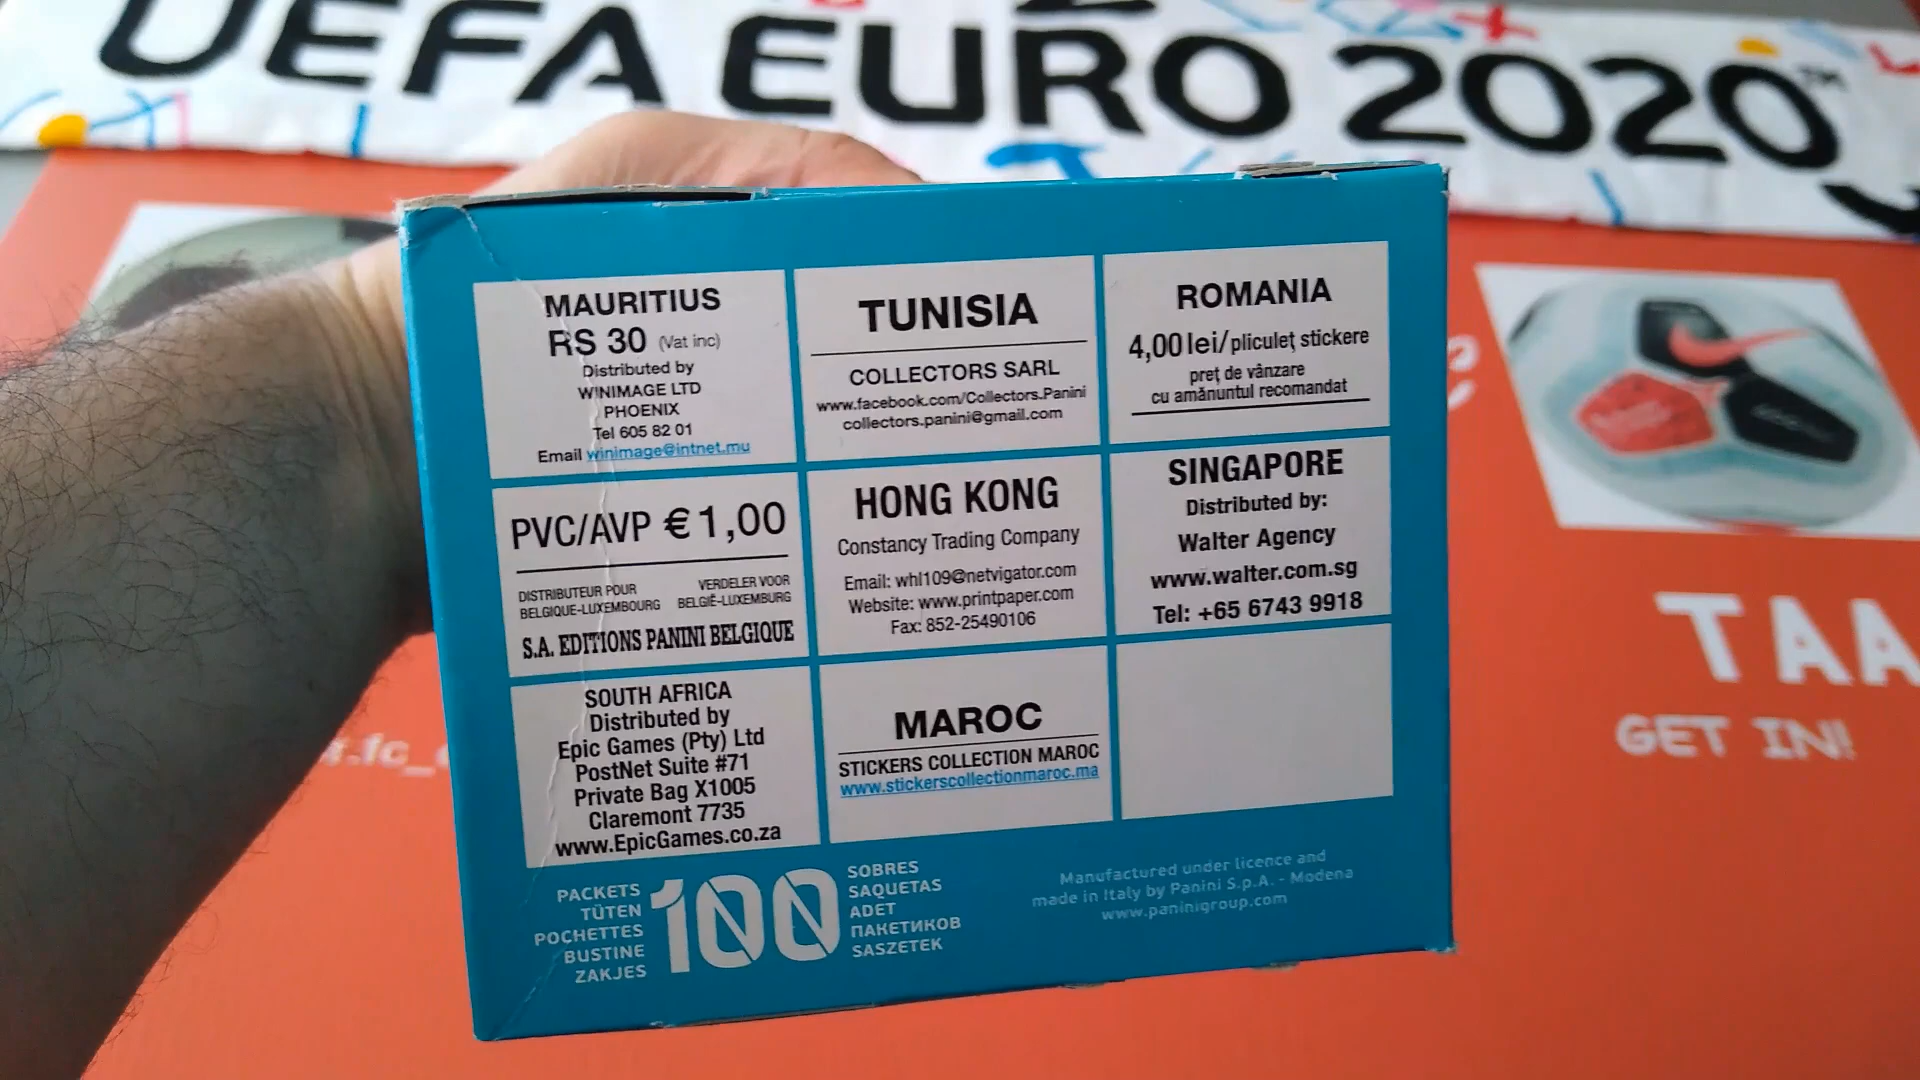 UEFA EURO 2020™
MAURITIUS
RS 30 (Vat inc)
Distributed by
WINIMAGE LTD
PHOENIX
Tel 605 82 01
Email winimage@intnet.mu
TUNISIA
COLLECTORS SARL
www.facebook.com/Collectors.Panini
collectors.panini@gmail.com
ROMANIA
4,00 lei/pliculeț stickere
preț de vânzare
cu amănuntul recomandat
PVC/AVP € 1,00
DISTRIBUTEUR POUR
BELGIQUE-LUXEMBOURG
VERDELER VOOR
BELGIË-LUXEMBURG
S.A. EDITIONS PANINI BELGIQUE
HONG KONG
Constancy Trading Company
Email: whl109@netvigator.com
Website: www.printpaper.com
Fax: 852-25490106
SINGAPORE
Distributed by:
Walter Agency
www.walter.com.sg
Tel: +65 6743 9918
SOUTH AFRICA
Distributed by
Epic Games (Pty) Ltd
PostNet Suite #71
Private Bag X1005
Claremont 7735
www.EpicGames.co.za
MAROC
STICKERS COLLECTION MAROC
www.stickerscollectionmaroc.ma
PACKETS
TÜTEN
POCHETTES
BUSTINE
ZAKJES
100
SOBRES
SAQUETAS
ADET
ПАКЕТИКОВ
SASZETEK
Manufactured under licence and
made in Italy by Panini S.p.A. - Modena
www.paninigroup.com
TAA
GET IN!